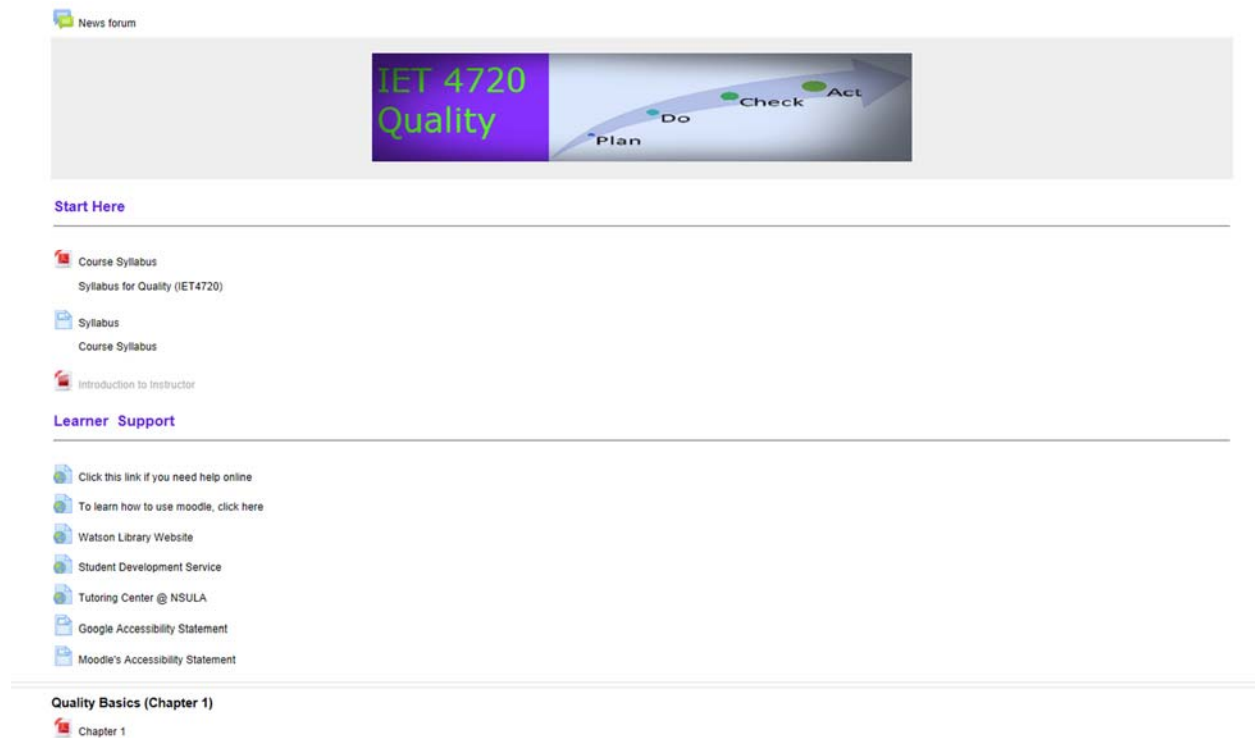 News forum
IET 4720
Quality
Plan
Do
Check
Act
Start Here
Course Syllabus
Syllabus for Quality (IET4720)
Syllabus
Course Syllabus
Introduction to Instructor
Learner Support
Click this link if you need help online
To learn how to use moodle, click here
Watson Library Website
Student Development Service
Tutoring Center @ NSULA
Google Accessibility Statement
Moodle's Accessibility Statement
Quality Basics (Chapter 1)
Chapter 1